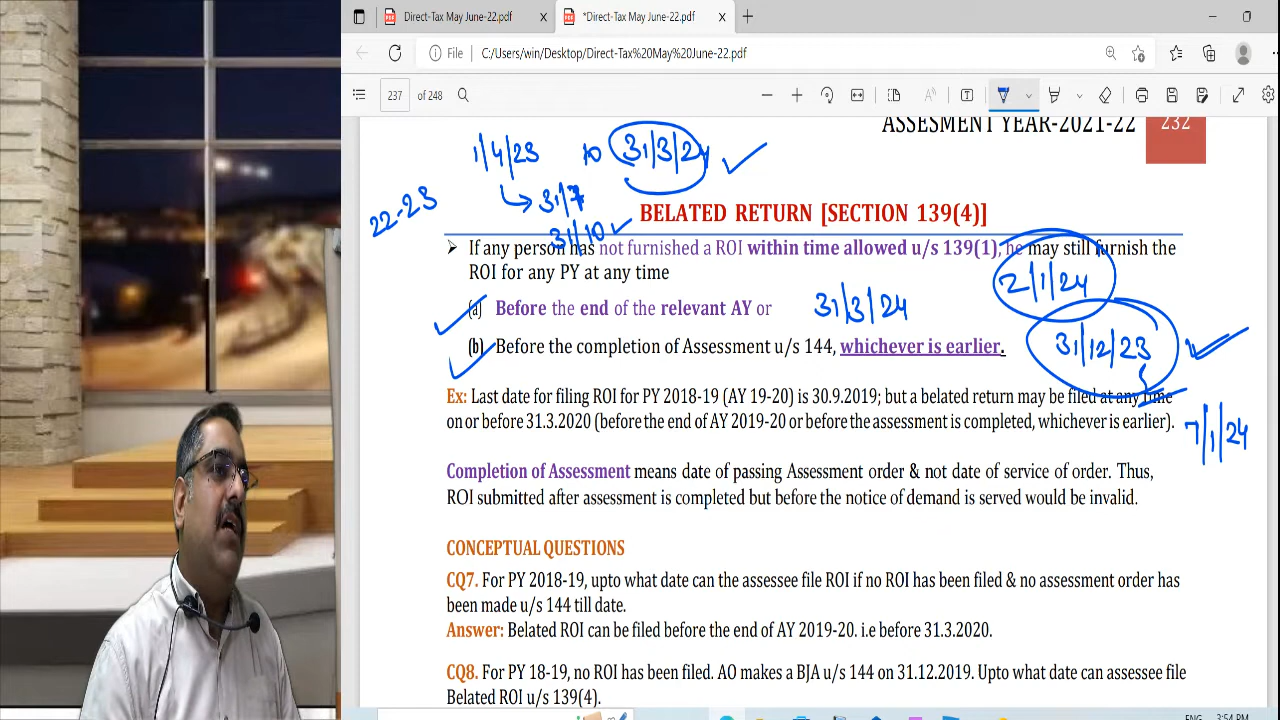 Direct-Tax May June-22.pdf
*Direct-Tax May June-22.pdf
File C:/Users/win/Desktop/Direct-Tax%20May%20June-22.pdf
237 of 248
ASSESMENT YEAR-2021-22 232
1/4/23 to 31/3/24
31/7
22-23
31/10
BELATED RETURN [SECTION 139(4)]
➤ If any person has not furnished a ROI within time allowed u/s 139(1), he may still furnish the
ROI for any PY at any time
2/1/24
(a) Before the end of the relevant AY or 31/3/24
(b) Before the completion of Assessment u/s 144, whichever is earlier.
31/12/23
Ex: Last date for filing ROI for PY 2018-19 (AY 19-20) is 30.9.2019; but a belated return may be filed at any time
on or before 31.3.2020 (before the end of AY 2019-20 or before the assessment is completed, whichever is earlier).
7/1/24
Completion of Assessment means date of passing Assessment order & not date of service of order. Thus,
ROI submitted after assessment is completed but before the notice of demand is served would be invalid.
CONCEPTUAL QUESTIONS
CQ7. For PY 2018-19, upto what date can the assessee file ROI if no ROI has been filed & no assessment order has
been made u/s 144 till date.
Answer: Belated ROI can be filed before the end of AY 2019-20. i.e before 31.3.2020.
CQ8. For PY 18-19, no ROI has been filed. AO makes a BJA u/s 144 on 31.12.2019. Upto what date can assessee file
Belated ROI u/s 139(4).
3:54 PM